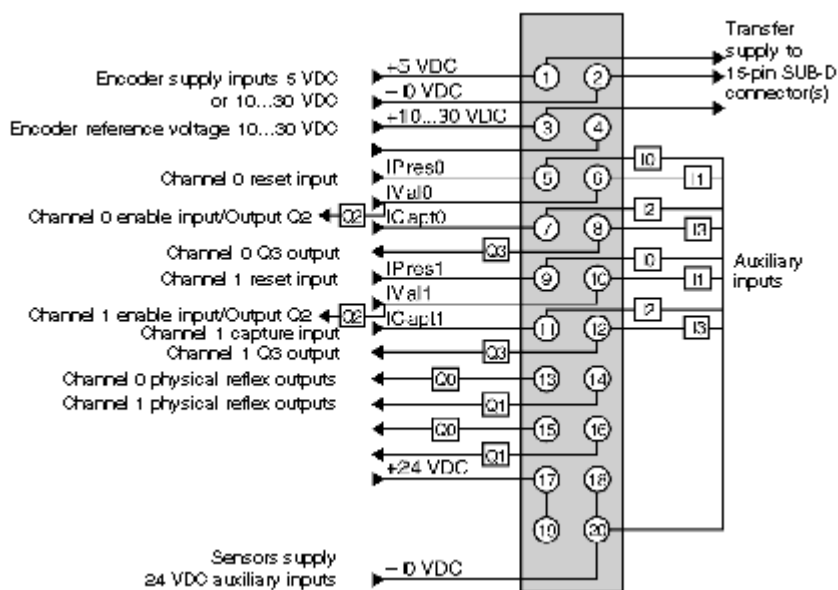 Transfer
supply to
15-pin SUB-D
connector(s)
Encoder supply inputs 5 VDC
or 10...30 VDC
+5 VDC
–0 VDC
1
2
Encoder reference voltage 10...30 VDC
+10...30 VDC
3
4
Channel 0 reset input
IPres0
5
6
I0
I1
IVal0
Channel 0 enable input/Output Q2
Q2
ICapt0
7
8
I2
I3
Channel 0 Q3 output
Q3
Channel 1 reset input
IPres1
9
10
I0
I1
Auxiliary
inputs
IVal1
Channel 1 enable input/Output Q2
Q2
ICapt1
11
12
I2
I3
Channel 1 capture input
Channel 1 Q3 output
Q3
Channel 0 physical reflex outputs
Q0
13
14
Channel 1 physical reflex outputs
Q1
Q0
15
16
Q1
+24 VDC
17
18
19
20
Sensors supply
24 VDC auxiliary inputs
–0 VDC